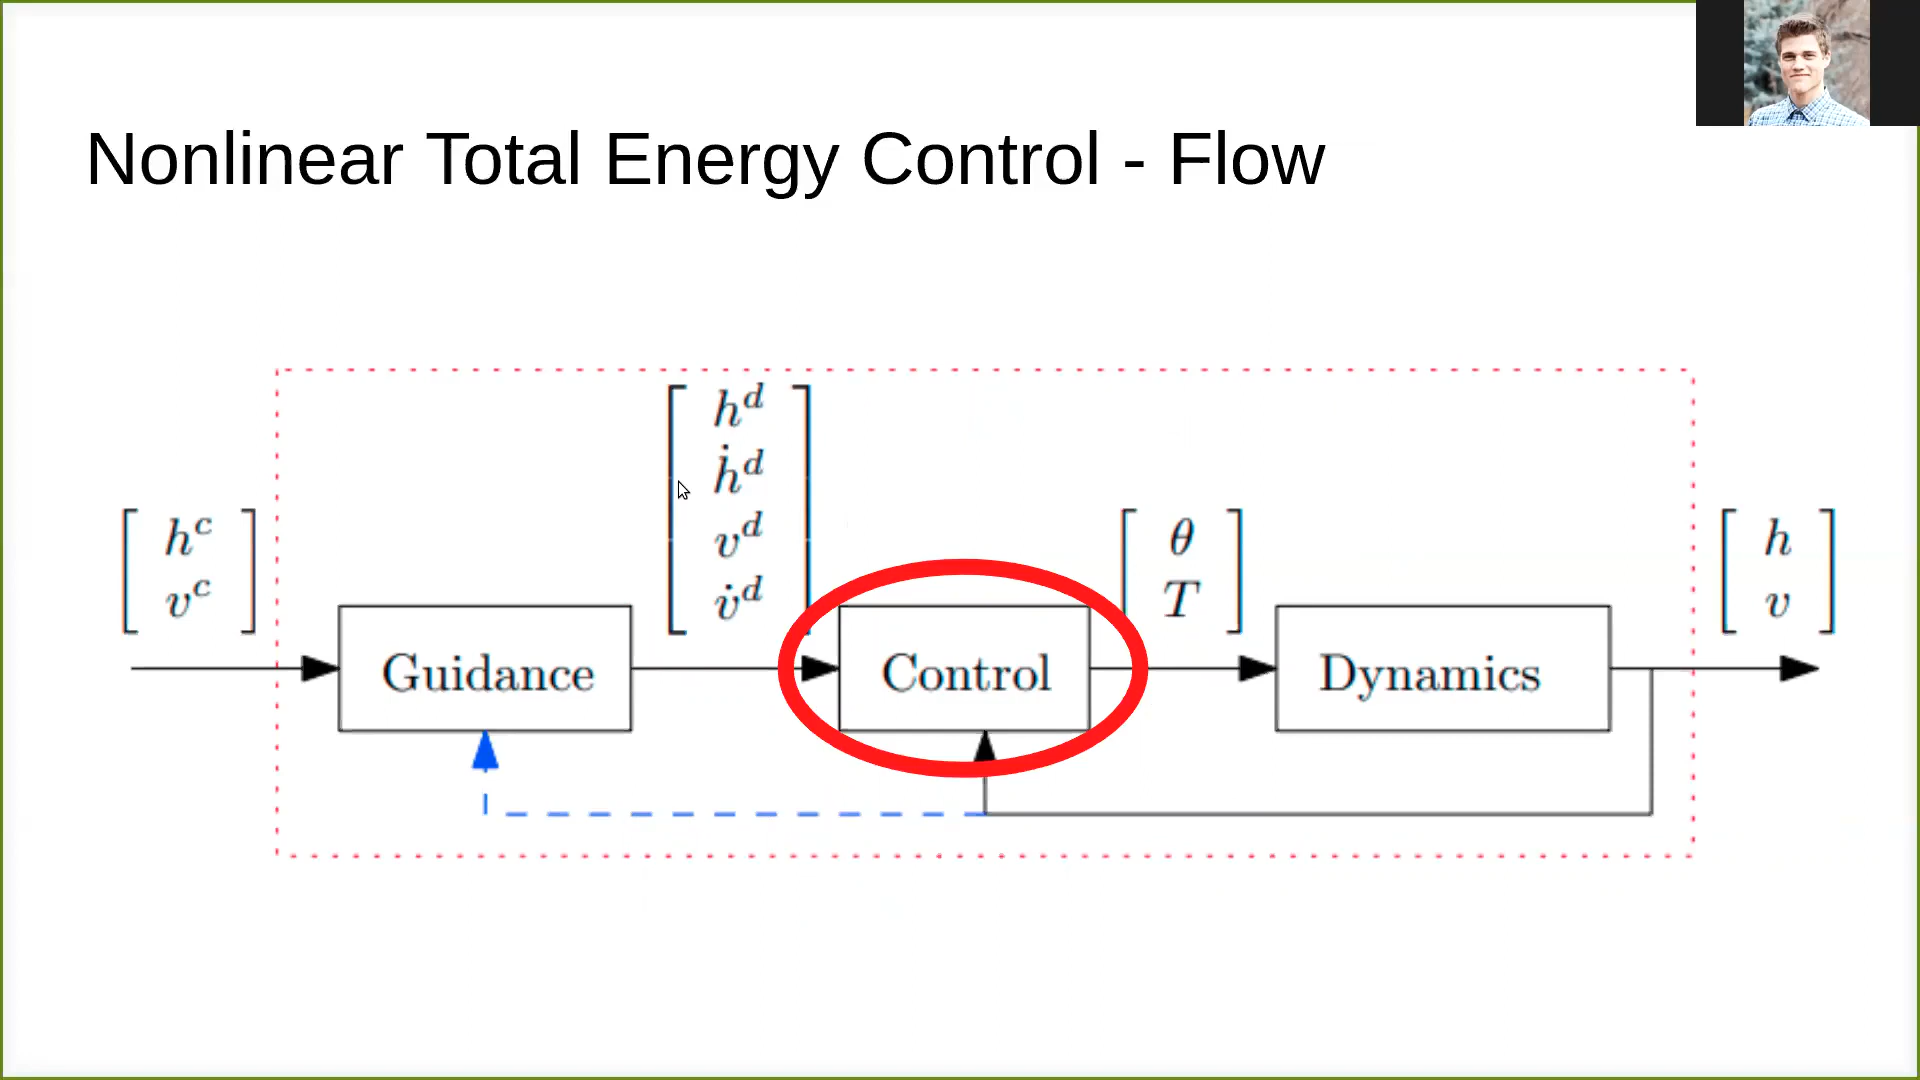 Nonlinear Total Energy Control - Flow
h^c
v^c
h^d
ḣ^d
v^d
v̇^d
θ
T
h
v
Guidance
Control
Dynamics